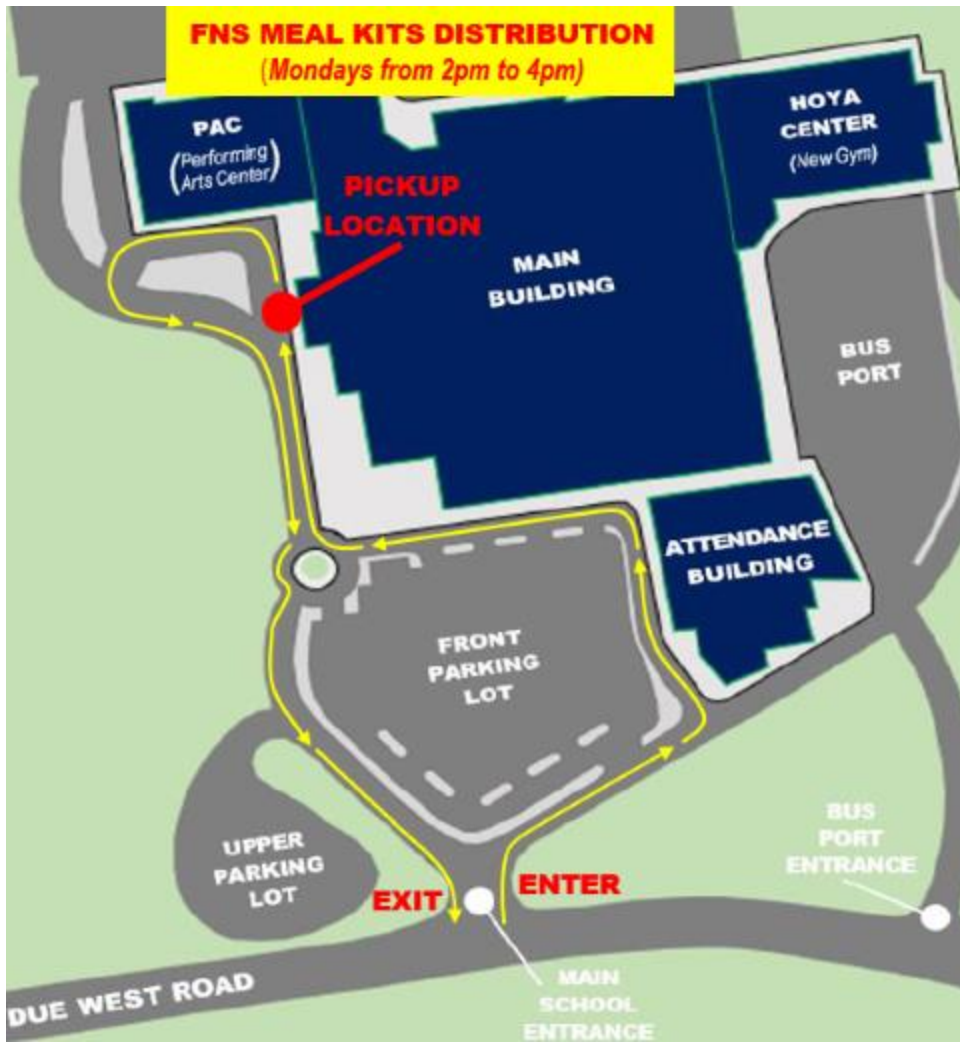 FNS MEAL KITS DISTRIBUTION
(Mondays from 2pm to 4pm)
PAC
(Performing
Arts Center)
HOYA
CENTER
(New Gym)
PICKUP
LOCATION
MAIN
BUILDING
BUS
PORT
ATTENDANCE
BUILDING
FRONT
PARKING
LOT
UPPER
PARKING
LOT
BUS
PORT
ENTRANCE
EXIT
ENTER
MAIN
SCHOOL
ENTRANCE
DUE WEST ROAD